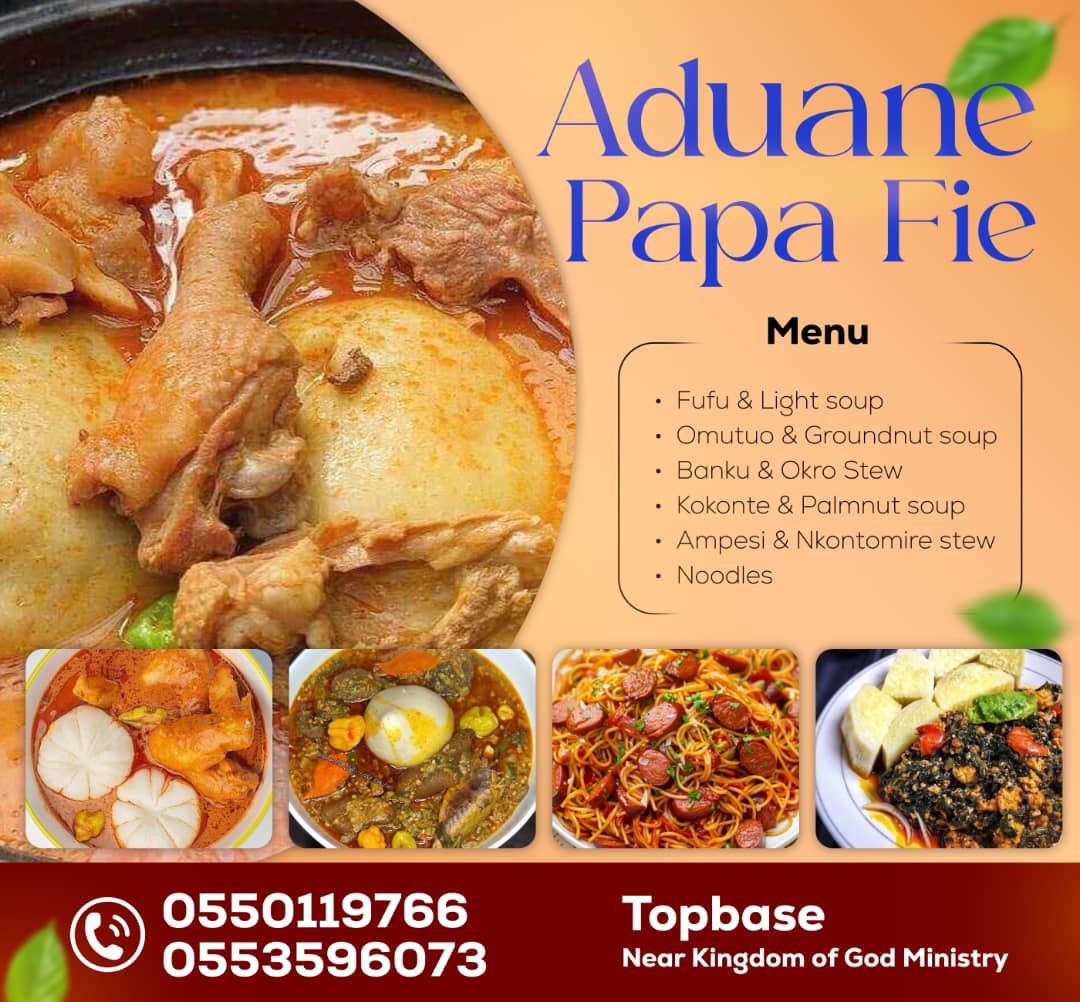 Aduane
Papa Fie
Menu
• Fufu & Light soup
• Omutuo & Groundnut soup
• Banku & Okro Stew
• Kokonte & Palmnut soup
• Ampesi & Nkontomire stew
• Noodles
0550119766
0553596073
Topbase
Near Kingdom of God Ministry